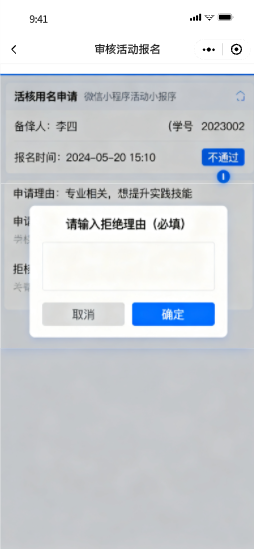 9:41
审核活动报名
活核用名申请 微信小程序活动小报序
备俸人：李四 （学号 2023002
报名时间：2024-05-20 15:10
不通过
申请理由：专业相关，想提升实践技能
请输入拒绝理由（必填）
取消 确定